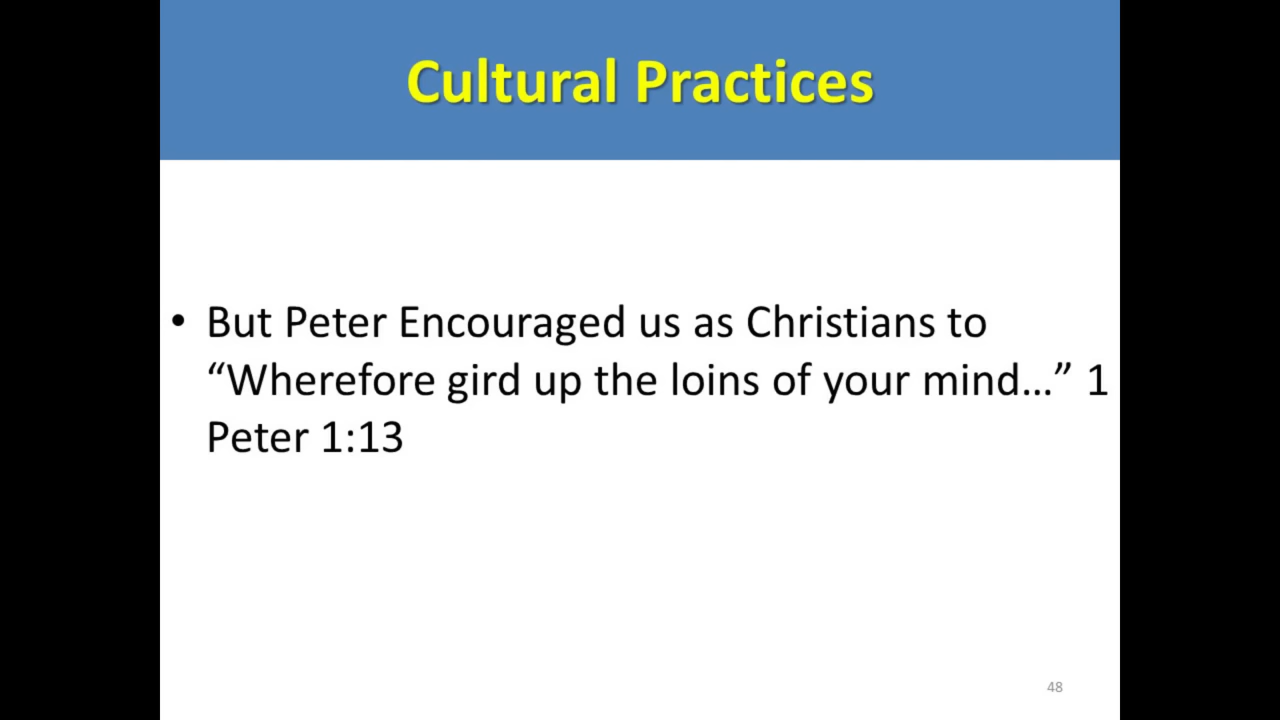 Cultural Practices
• But Peter Encouraged us as Christians to
“Wherefore gird up the loins of your mind…” 1
Peter 1:13
48